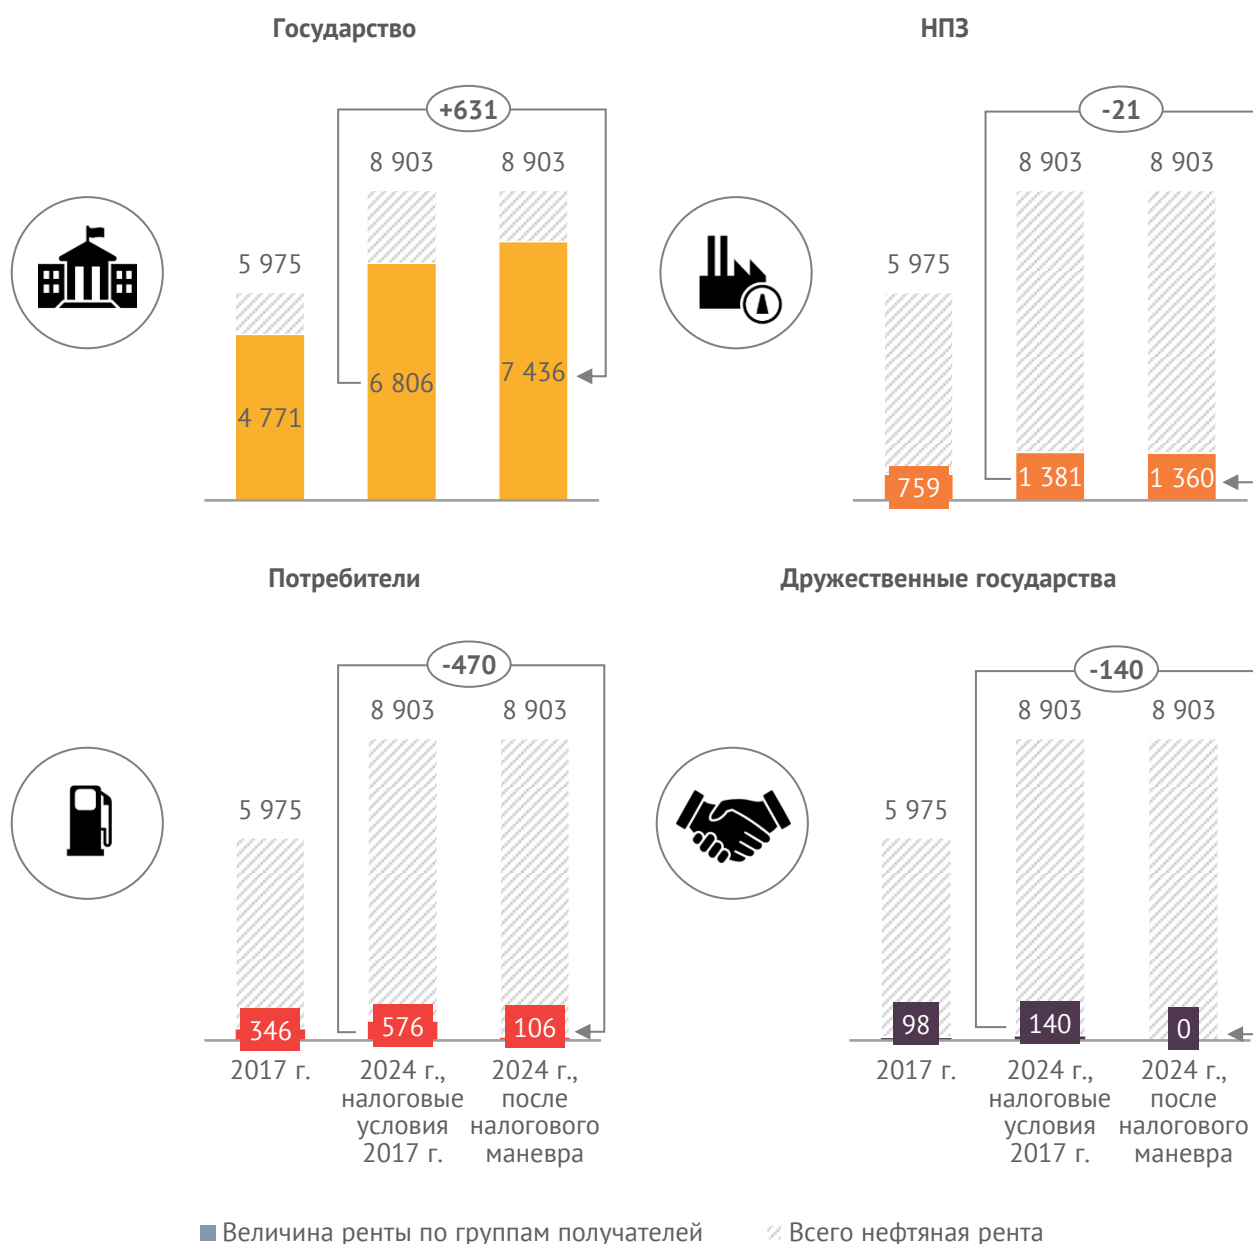 Государство
+631
8 903
8 903
5 975
4 771
6 806
7 436
НПЗ
-21
8 903
8 903
5 975
759
1 381
1 360
Потребители
-470
8 903
8 903
5 975
346
576
106
2017 г.
2024 г.,
налоговые
условия
2017 г.
2024 г.,
после
налогового
маневра
Дружественные государства
-140
8 903
8 903
5 975
98
140
0
2017 г.
2024 г.,
налоговые
условия
2017 г.
2024 г.,
после
налогового
маневра
Величина ренты по группам получателей
Всего нефтяная рента